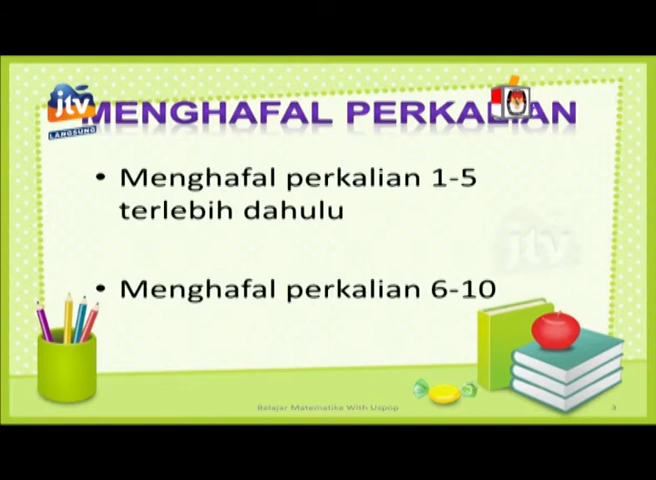 jtv
LANGSUNG
MENGHAFAL PERKALIAN
• Menghafal perkalian 1-5
terlebih dahulu
jtv
• Menghafal perkalian 6-10
Belajar Matematika With Uspop
3